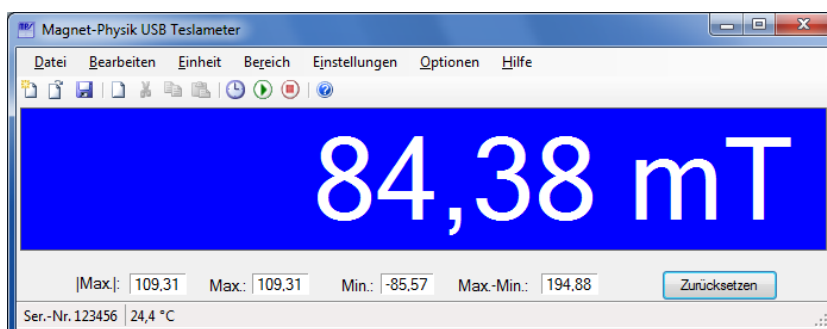 Magnet-Physik USB Teslameter
Datei Bearbeiten Einheit Bereich Einstellungen Optionen Hilfe
84,38 mT
|Max.|: 109,31 Max.: 109,31 Min.: -85,57 Max.-Min.: 194,88 Zurücksetzen
Ser.-Nr. 123456 24,4 °C